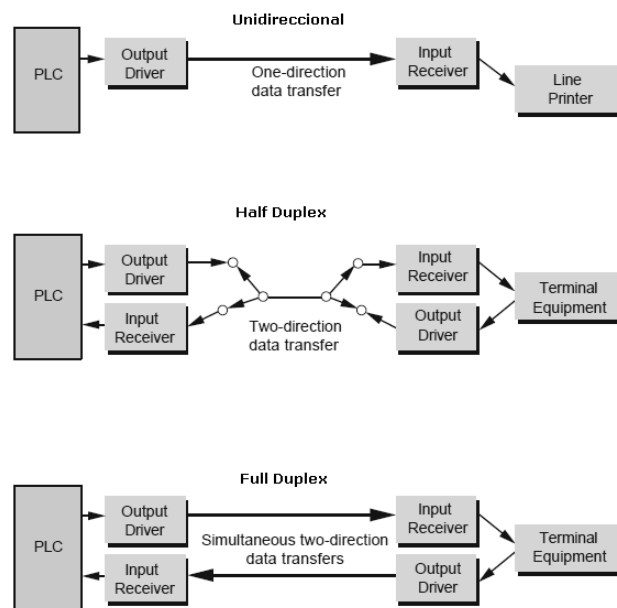 Unidireccional
PLC
Output
Driver
One-direction
data transfer
Input
Receiver
Line
Printer
Half Duplex
PLC
Output
Driver
Input
Receiver
Two-direction
data transfer
Input
Receiver
Output
Driver
Terminal
Equipment
Full Duplex
PLC
Output
Driver
Input
Receiver
Simultaneous two-direction
data transfers
Input
Receiver
Output
Driver
Terminal
Equipment